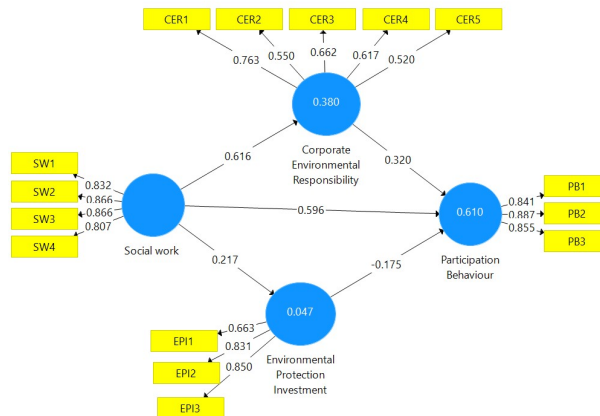 CER1
CER2
CER3
CER4
CER5
0.763
0.550
0.662
0.617
0.520
0.380
Corporate
Environmental
Responsibility
0.616
0.320
SW1
SW2
SW3
SW4
0.832
0.866
0.866
0.807
Social work
0.596
0.610
Participation
Behaviour
0.841
0.887
0.855
PB1
PB2
PB3
0.217
-0.175
0.047
Environmental
Protection
Investment
0.663
0.831
0.850
EPI1
EPI2
EPI3